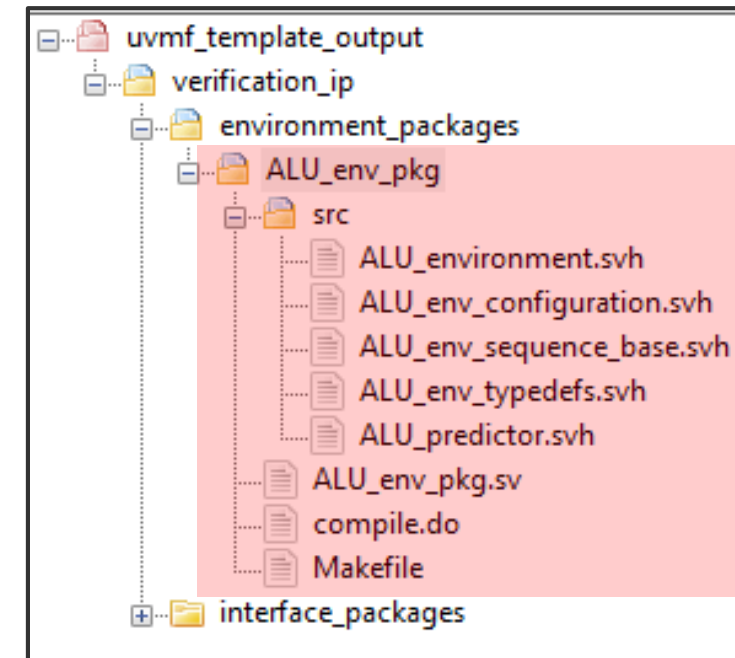 uvmf_template_output
verification_ip
environment_packages
ALU_env_pkg
src
ALU_environment.svh
ALU_env_configuration.svh
ALU_env_sequence_base.svh
ALU_env_typedefs.svh
ALU_predictor.svh
ALU_env_pkg.sv
compile.do
Makefile
interface_packages